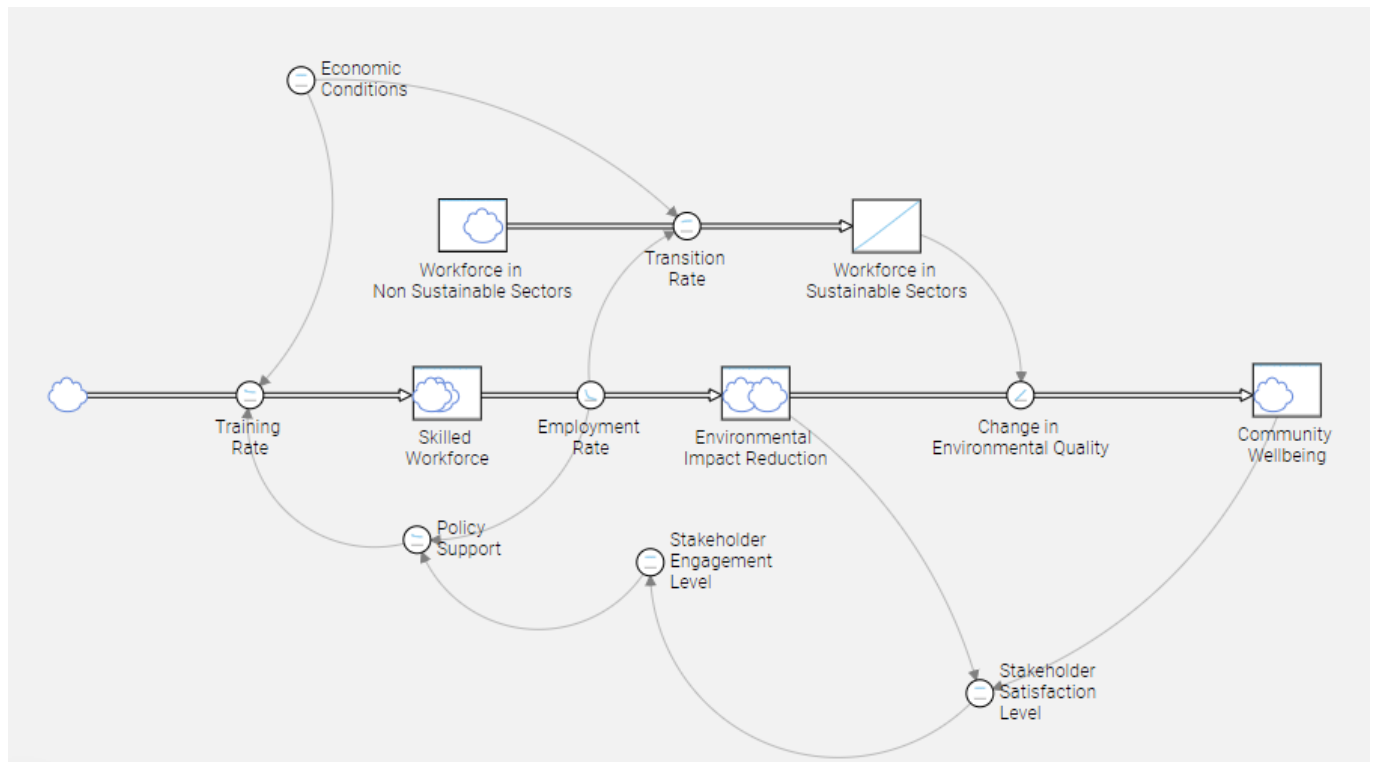 Economic
Conditions
Transition
Rate
Workforce in
Non Sustainable Sectors
Workforce in
Sustainable Sectors
Training
Rate
Skilled
Workforce
Employment
Rate
Environmental
Impact Reduction
Change in
Environmental Quality
Community
Wellbeing
Policy
Support
Stakeholder
Engagement
Level
Stakeholder
Satisfaction
Level